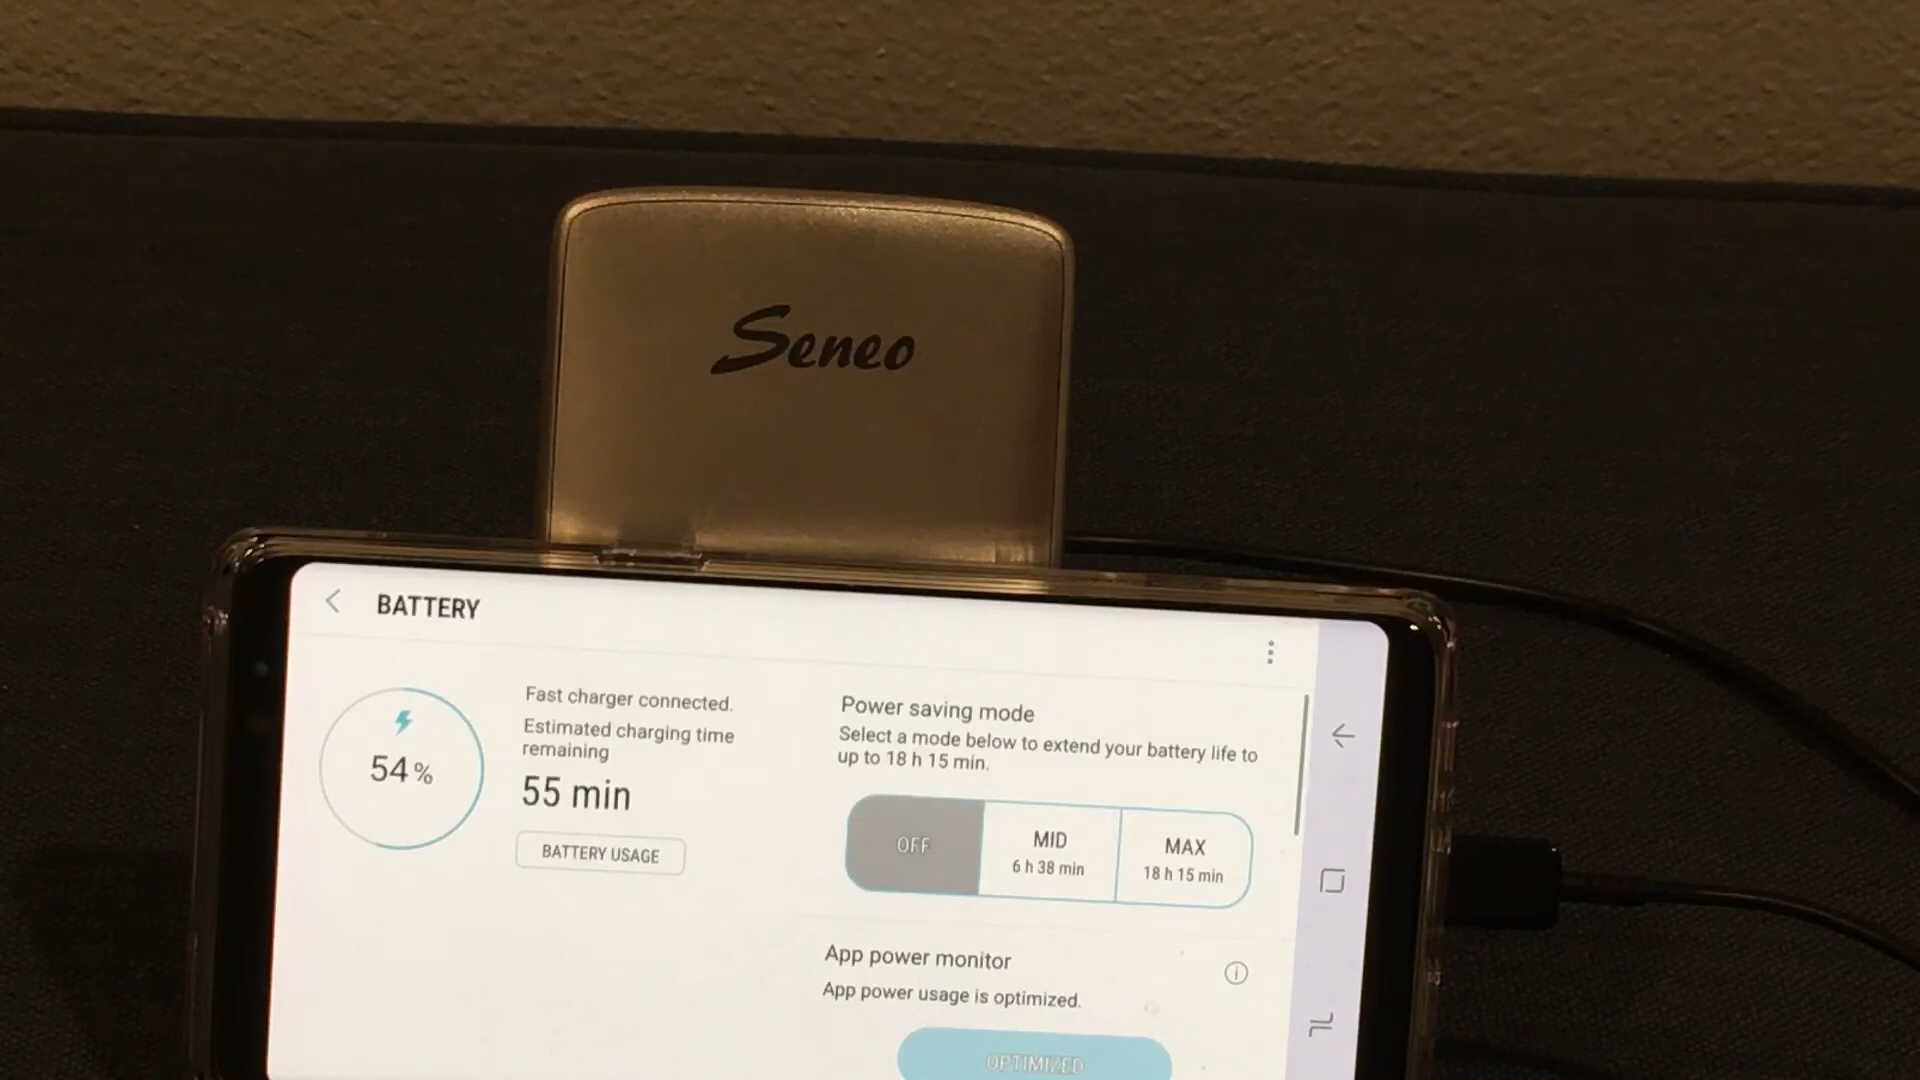 Seneo
BATTERY
Fast charger connected.
Estimated charging time
remaining
54%
55 min
BATTERY USAGE
Power saving mode
Select a mode below to extend your battery life to
up to 18 h 15 min.
OFF
MID
6 h 38 min
MAX
18 h 15 min
App power monitor
App power usage is optimized.
OPTIMIZED